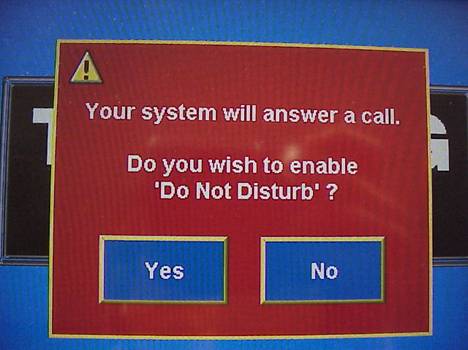 Your system will answer a call.
Do you wish to enable
'Do Not Disturb' ?
Yes
No